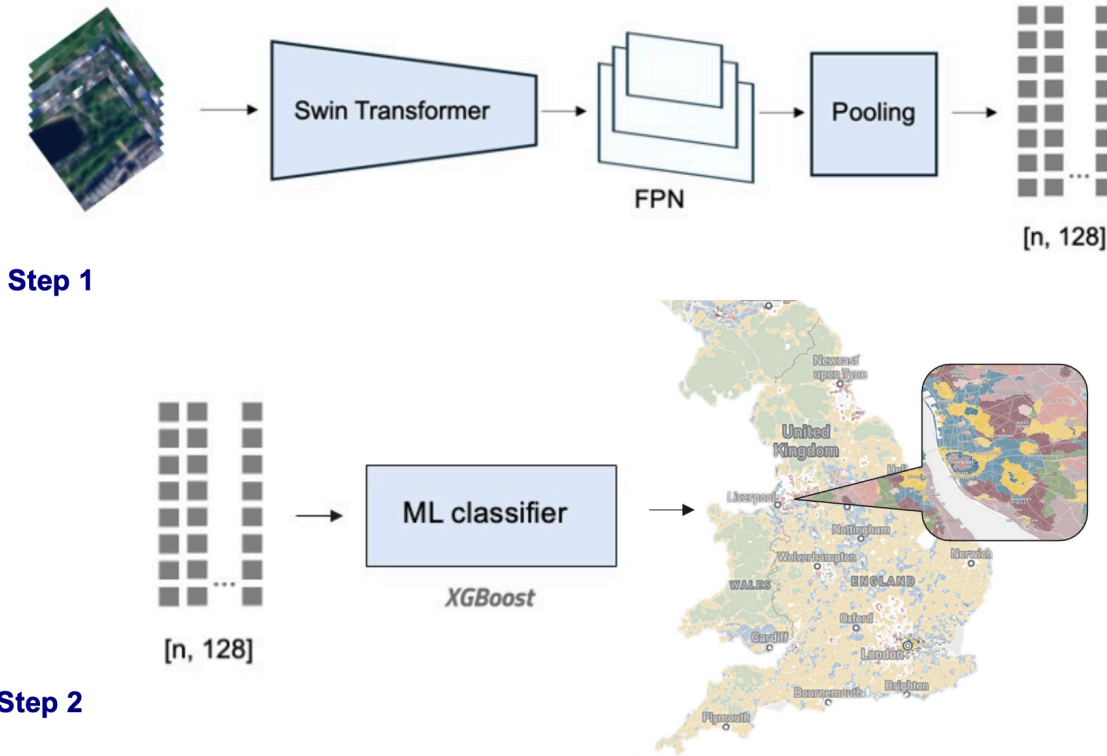 Swin Transformer
FPN
Pooling
...
[n, 128]
Step 1
...
[n, 128]
ML classifier
XGBoost
Newcast
upon Tyne
United
Kingdom
Liverpool
Nottingham
Wolverhampton
Norwich
WALES
ENGLAND
Oxford
Cardiff
London
Bournemouth
Brighton
Plymouth
Step 2